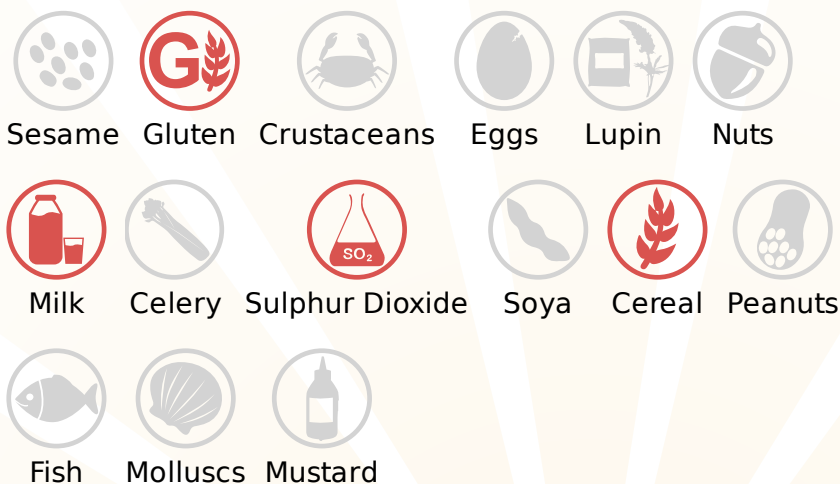 G
Sesame Gluten Crustaceans Eggs Lupin Nuts
SO₂
Milk Celery Sulphur Dioxide Soya Cereal Peanuts
Fish Molluscs Mustard